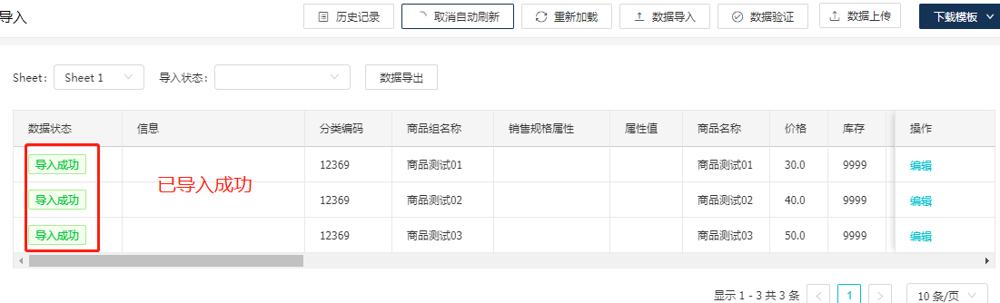 导入 历史记录 取消自动刷新 重新加载 数据导入 数据验证 数据上传 下载模板
Sheet: Sheet 1 导入状态: 数据导出
数据状态 信息 分类编码 商品组名称 销售规格属性 属性值 商品名称 价格 库存 操作
导入成功 12369 商品测试01 商品测试01 30.0 9999 编辑
已导入成功
导入成功 12369 商品测试02 商品测试02 40.0 9999 编辑
导入成功 12369 商品测试03 商品测试03 50.0 9999 编辑
显示 1 - 3 共 3 条 < 1 > 10 条/页